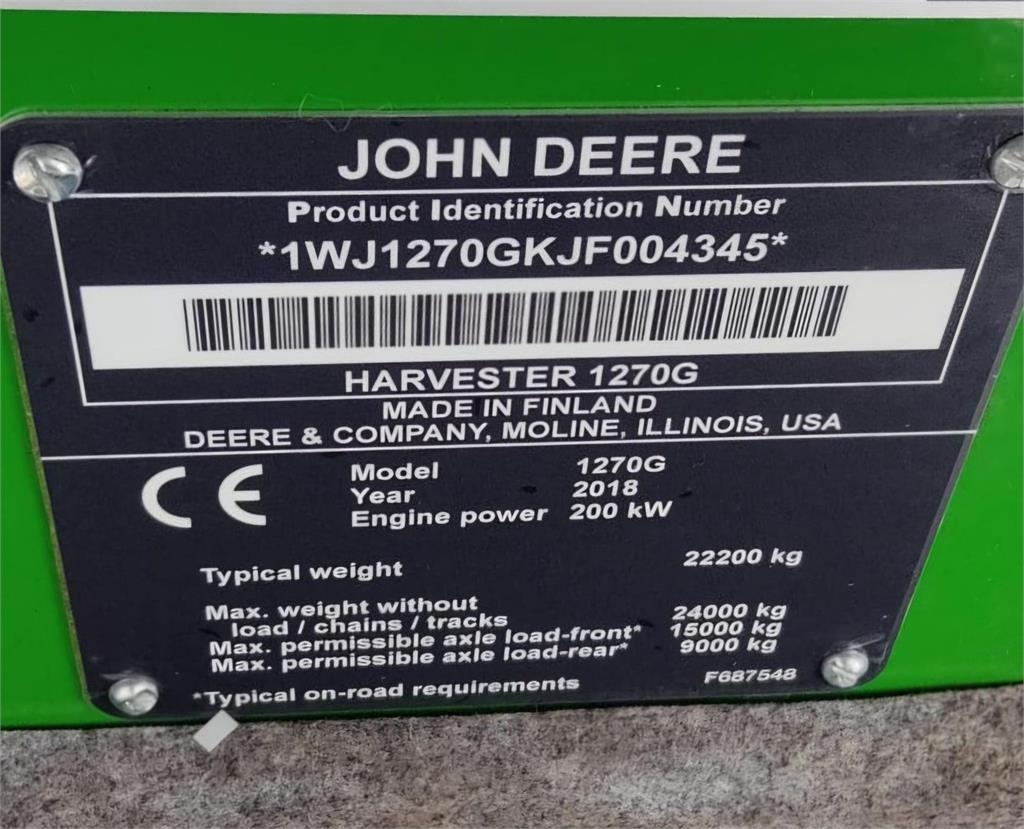 JOHN DEERE
Product Identification Number
*1WJ1270GKJF004345*
HARVESTER 1270G
MADE IN FINLAND
DEERE & COMPANY, MOLINE, ILLINOIS, USA
CE
Model 1270G
Year 2018
Engine power 200 kW
Typical weight 22200 kg
Max. weight without
load / chains / tracks 24000 kg
Max. permissible axle load-front* 15000 kg
Max. permissible axle load-rear* 9000 kg
*Typical on-road requirements F687548